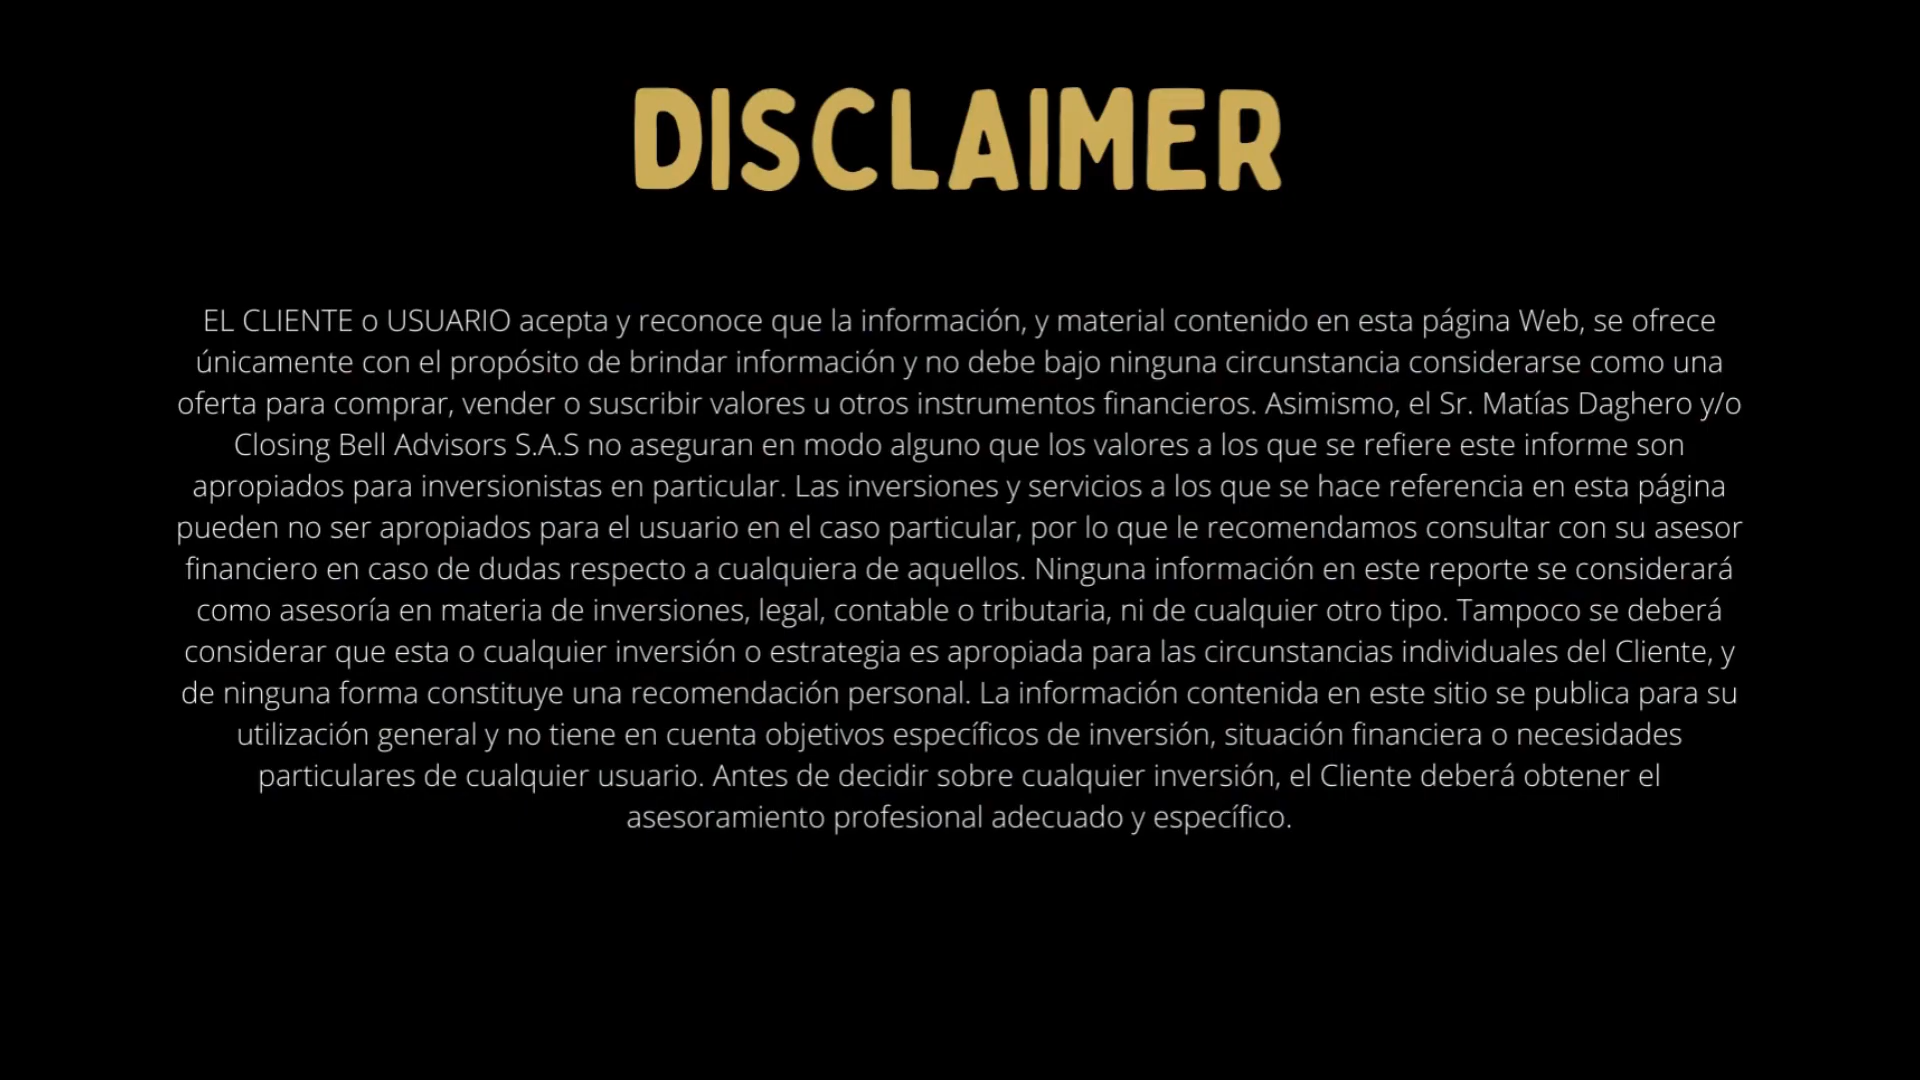 DISCLAIMER
EL CLIENTE o USUARIO acepta y reconoce que la información, y material contenido en esta página Web, se ofrece
únicamente con el propósito de brindar información y no debe bajo ninguna circunstancia considerarse como una
oferta para comprar, vender o suscribir valores u otros instrumentos financieros. Asimismo, el Sr. Matías Daghero y/o
Closing Bell Advisors S.A.S no aseguran en modo alguno que los valores a los que se refiere este informe son
apropiados para inversionistas en particular. Las inversiones y servicios a los que se hace referencia en esta página
pueden no ser apropiados para el usuario en el caso particular, por lo que le recomendamos consultar con su asesor
financiero en caso de dudas respecto a cualquiera de aquellos. Ninguna información en este reporte se considerará
como asesoría en materia de inversiones, legal, contable o tributaria, ni de cualquier otro tipo. Tampoco se deberá
considerar que esta o cualquier inversión o estrategia es apropiada para las circunstancias individuales del Cliente, y
de ninguna forma constituye una recomendación personal. La información contenida en este sitio se publica para su
utilización general y no tiene en cuenta objetivos específicos de inversión, situación financiera o necesidades
particulares de cualquier usuario. Antes de decidir sobre cualquier inversión, el Cliente deberá obtener el
asesoramiento profesional adecuado y específico.